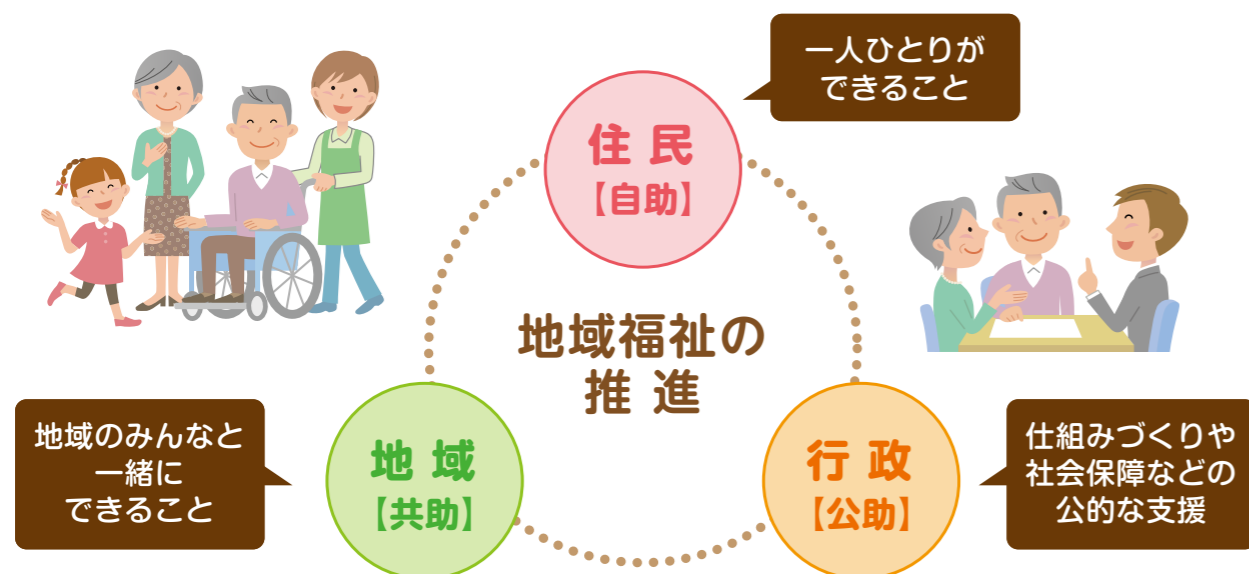 一人ひとりが
できること
住民
【自助】
地域福祉の
推進
地域のみんなと
一緒に
できること
地域
【共助】
行政
【公助】
仕組みづくりや
社会保障などの
公的な支援